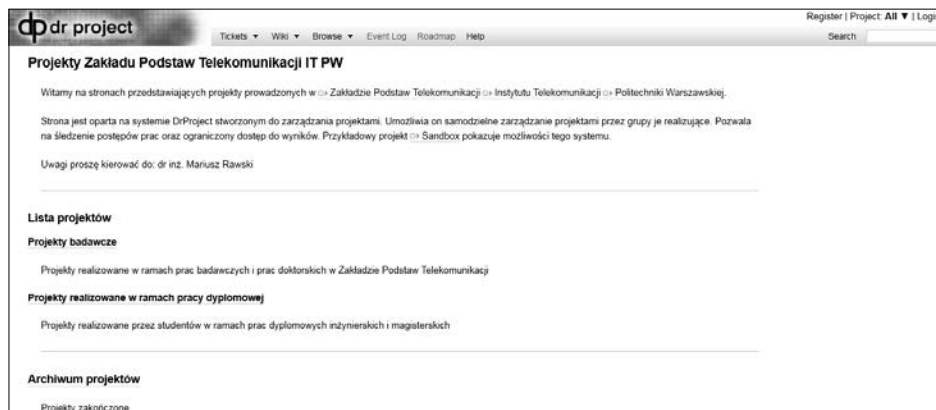 Register | Project: All ▼ | Login
dp dr project
Tickets ▼ Wiki ▼ Browse ▼ Event Log Roadmap Help Search
Projekty Zakładu Podstaw Telekomunikacji IT PW
Witamy na stronach przedstawiających projekty prowadzonych w Zakładzie Podstaw Telekomunikacji Instytutu Telekomunikacji Politechniki Warszawskiej.
Strona jest oparta na systemie DrProject stworzonym do zarządzania projektami. Umożliwia on samodzielne zarządzanie projektami przez grupy je realizujące. Pozwala
na śledzenie postępów prac oraz ograniczony dostęp do wyników. Przykładowy projekt Sandbox pokazuje możliwości tego systemu.
Uwagi proszę kierować do: dr inż. Mariusz Rawski
Lista projektów
Projekty badawcze
Projekty realizowane w ramach prac badawczych i prac doktorskich w Zakładzie Podstaw Telekomunikacji
Projekty realizowane w ramach pracy dyplomowej
Projekty realizowane przez studentów w ramach prac dyplomowych inżynierskich i magisterskich
Archiwum projektów
Projekty zakończone